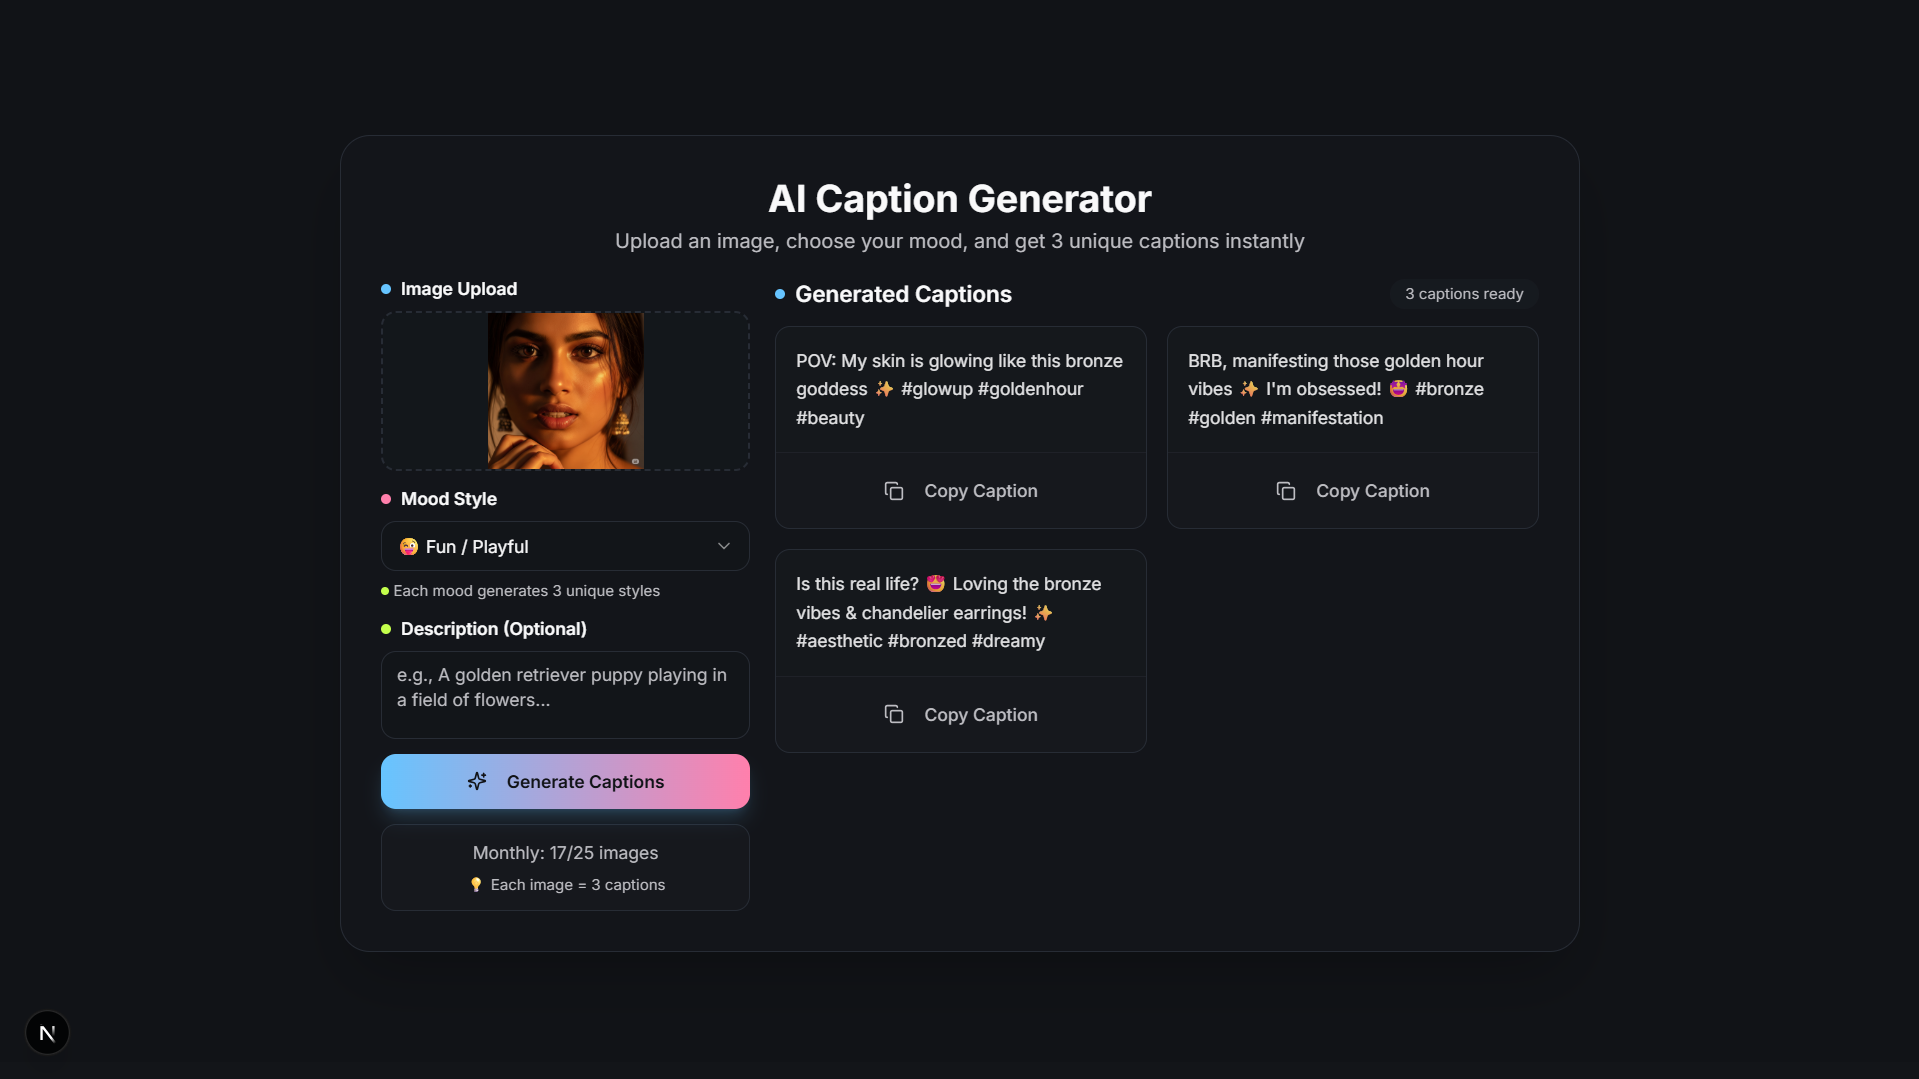 AI Caption Generator
Upload an image, choose your mood, and get 3 unique captions instantly
Image Upload
Mood Style
😜 Fun / Playful
Each mood generates 3 unique styles
Description (Optional)
e.g., A golden retriever puppy playing in
a field of flowers...
Generate Captions
Monthly: 17/25 images
💡 Each image = 3 captions
Generated Captions
3 captions ready
POV: My skin is glowing like this bronze
goddess ✨ #glowup #goldenhour
#beauty
Copy Caption
BRB, manifesting those golden hour
vibes ✨ I'm obsessed! 🤩 #bronze
#golden #manifestation
Copy Caption
Is this real life? 🤩 Loving the bronze
vibes & chandelier earrings! ✨
#aesthetic #bronzed #dreamy
Copy Caption
N